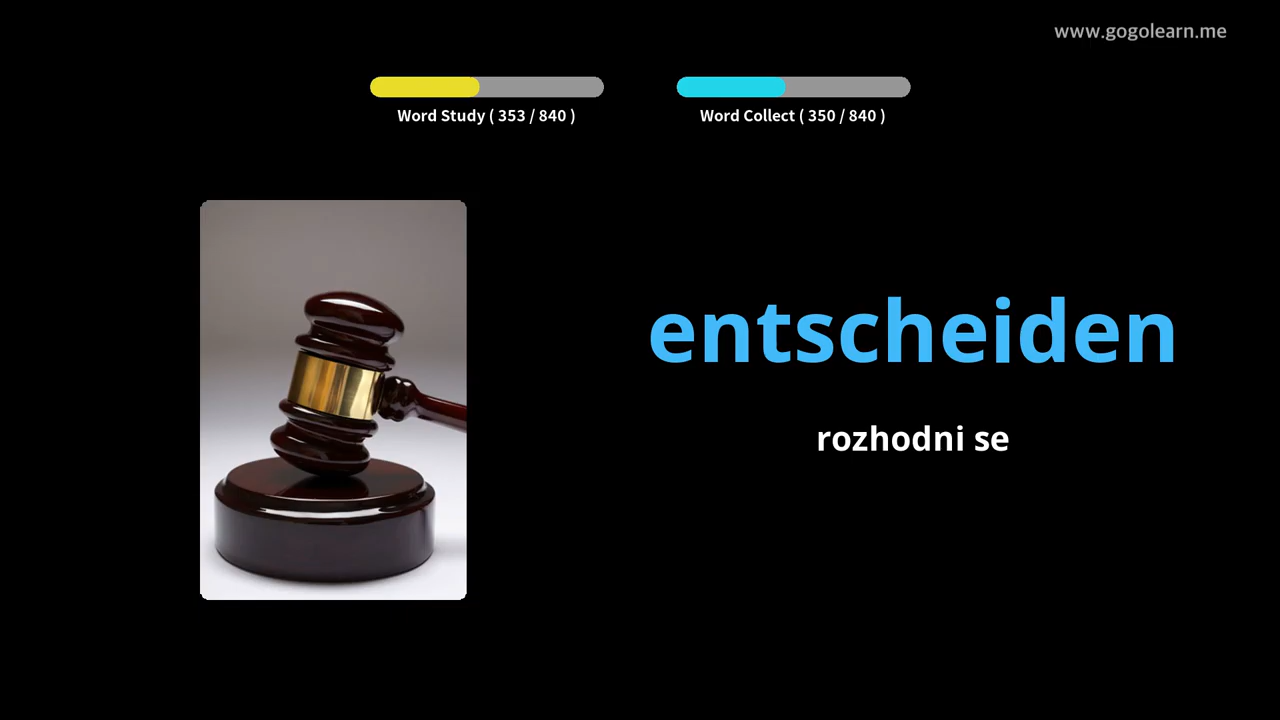 www.gogolearn.me
Word Study ( 353 / 840 )
Word Collect ( 350 / 840 )
entscheiden
rozhodni se